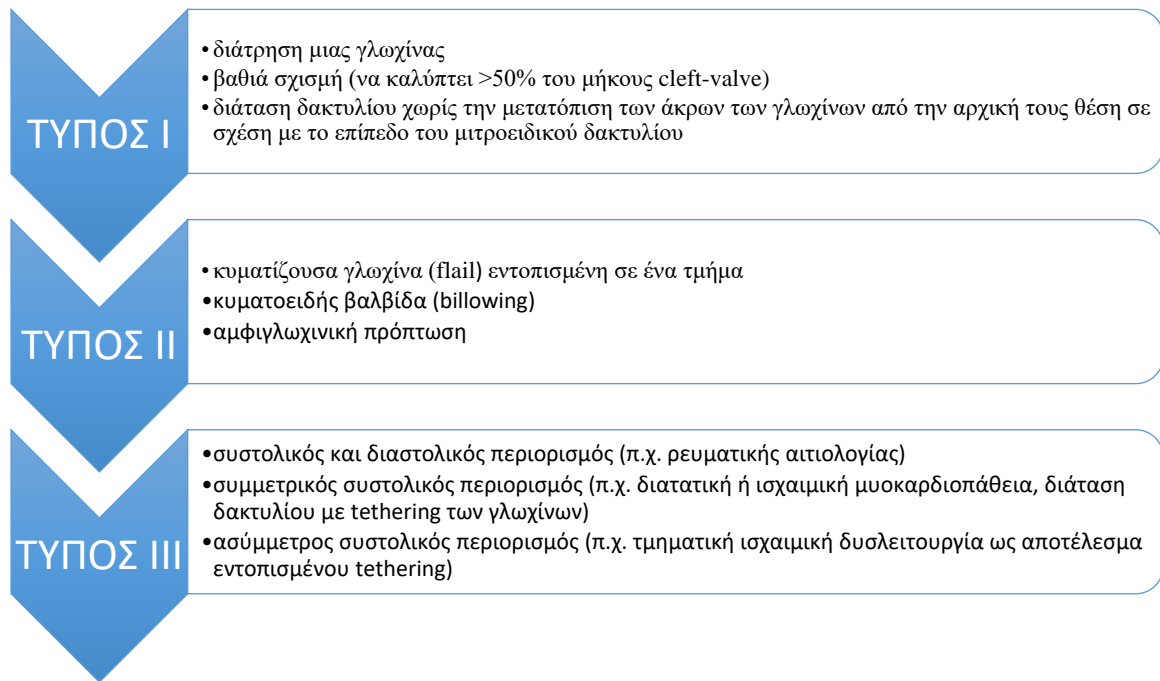 ΤΥΠΟΣ I
•διάτρηση μιας γλωχίνας
•βαθιά σχισμή (να καλύπτει >50% του μήκους cleft-valve)
•διάταση δακτυλίου χωρίς την μετατόπιση των άκρων των γλωχίνων από την αρχική τους θέση σε
σχέση με το επίπεδο του μιτροειδικού δακτυλίου
ΤΥΠΟΣ II
•κυματίζουσα γλωχίνα (flail) εντοπισμένη σε ένα τμήμα
•κυματοειδής βαλβίδα (billowing)
•αμφιγλωχινική πρόπτωση
ΤΥΠΟΣ III
•συστολικός και διαστολικός περιορισμός (π.χ. ρευματικής αιτιολογίας)
•συμμετρικός συστολικός περιορισμός (π.χ. διατατική ή ισχαιμική μυοκαρδιοπάθεια, διάταση
δακτυλίου με tethering των γλωχίνων)
•ασύμμετρος συστολικός περιορισμός (π.χ. τμηματική ισχαιμική δυσλειτουργία ως αποτέλεσμα
εντοπισμένου tethering)